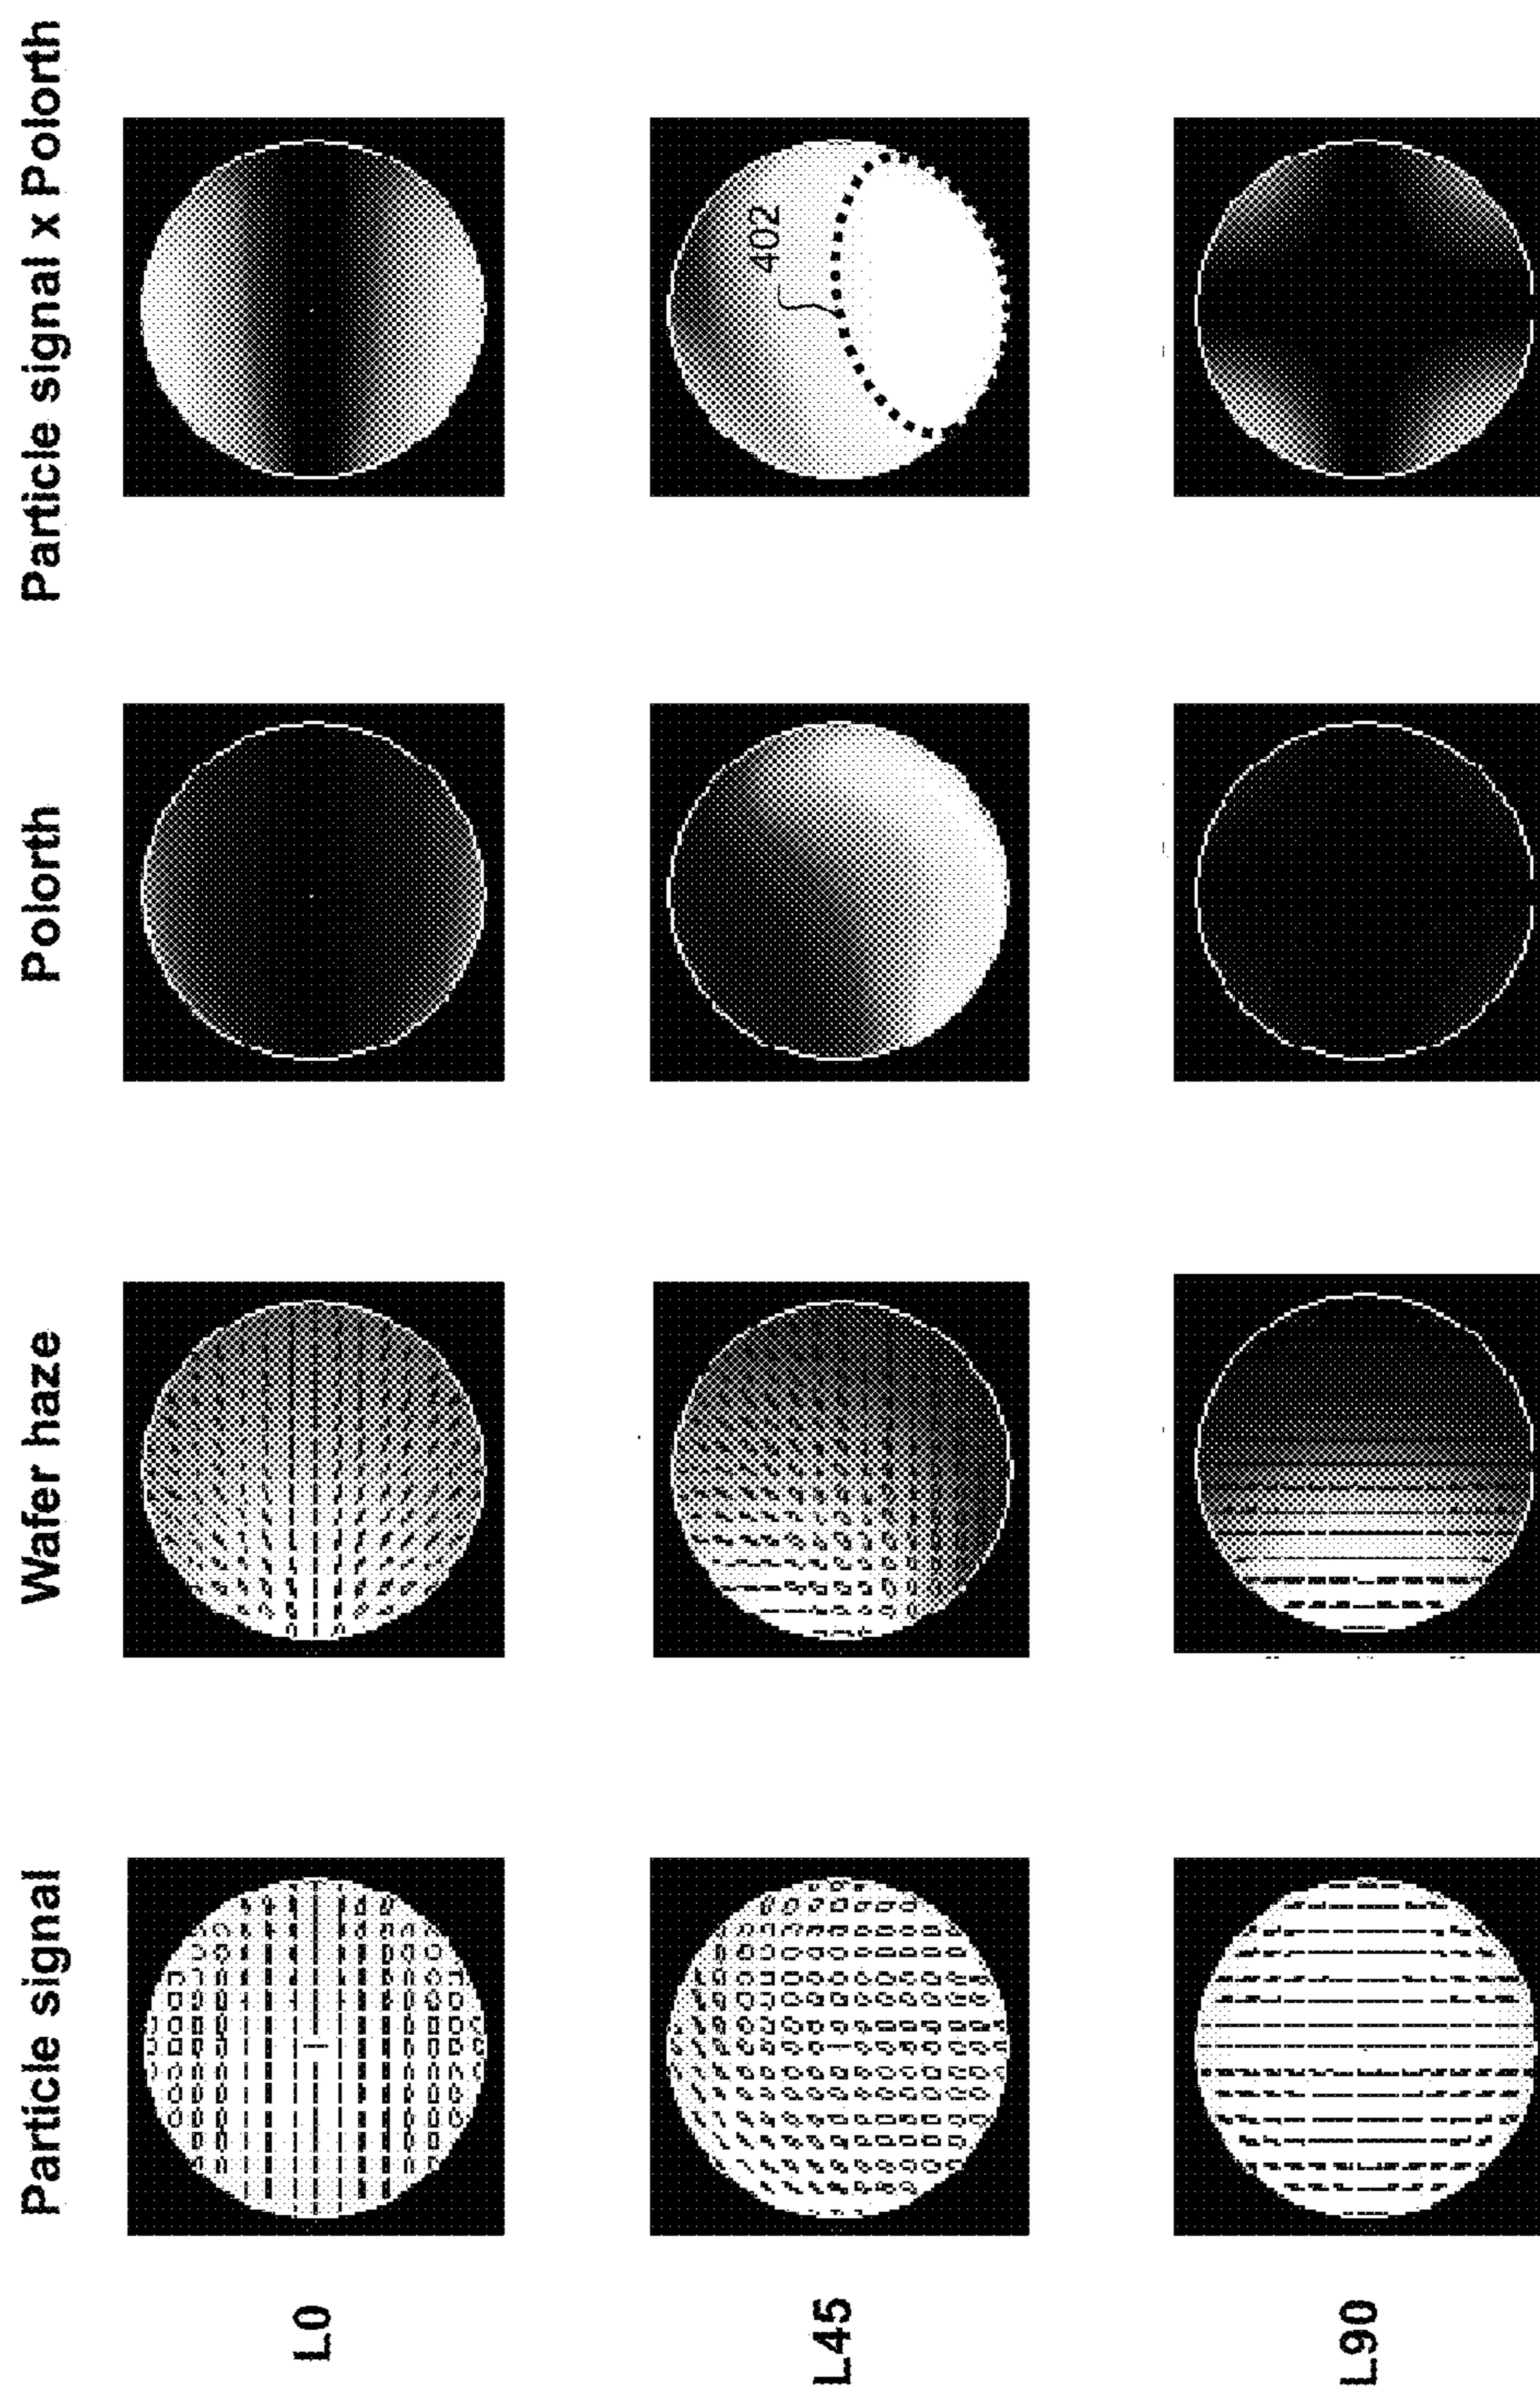 Particle signal
Wafer haze
Polorth
Particle signal x Polorth
L0
402
L45
L90